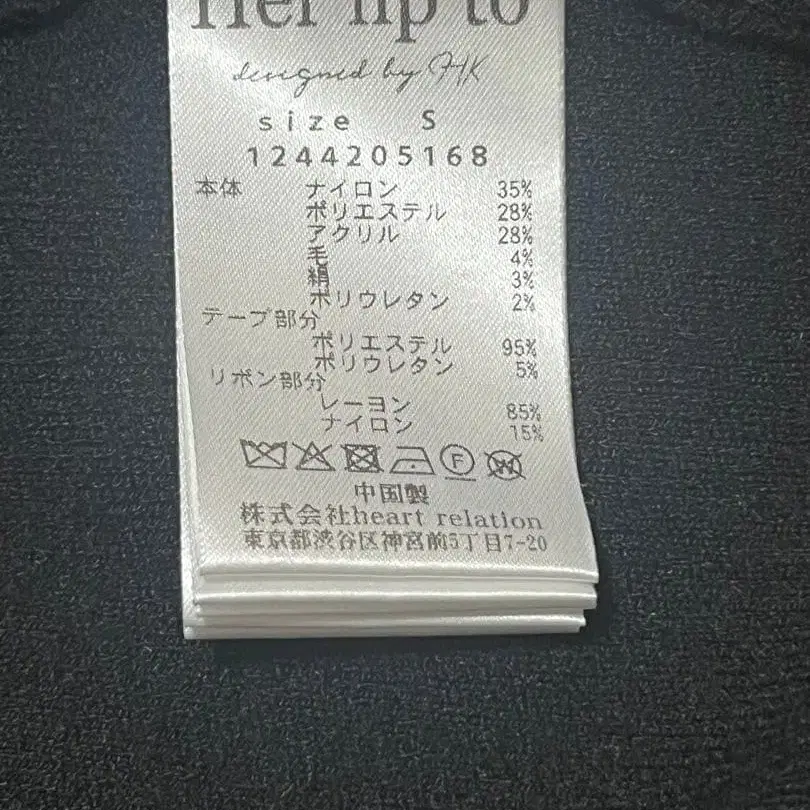 Her lip to
designed by HK
size S
1244205168
本体 ナイロン 35%
ポリエステル 28%
アクリル 28%
毛 4%
絹 3%
ポリウレタン 2%
テープ部分
ポリエステル 95%
ポリウレタン 5%
リボン部分
レーヨン 85%
ナイロン 15%
F W
中国製
株式会社heart relation
東京都渋谷区神宮前5丁目7-20